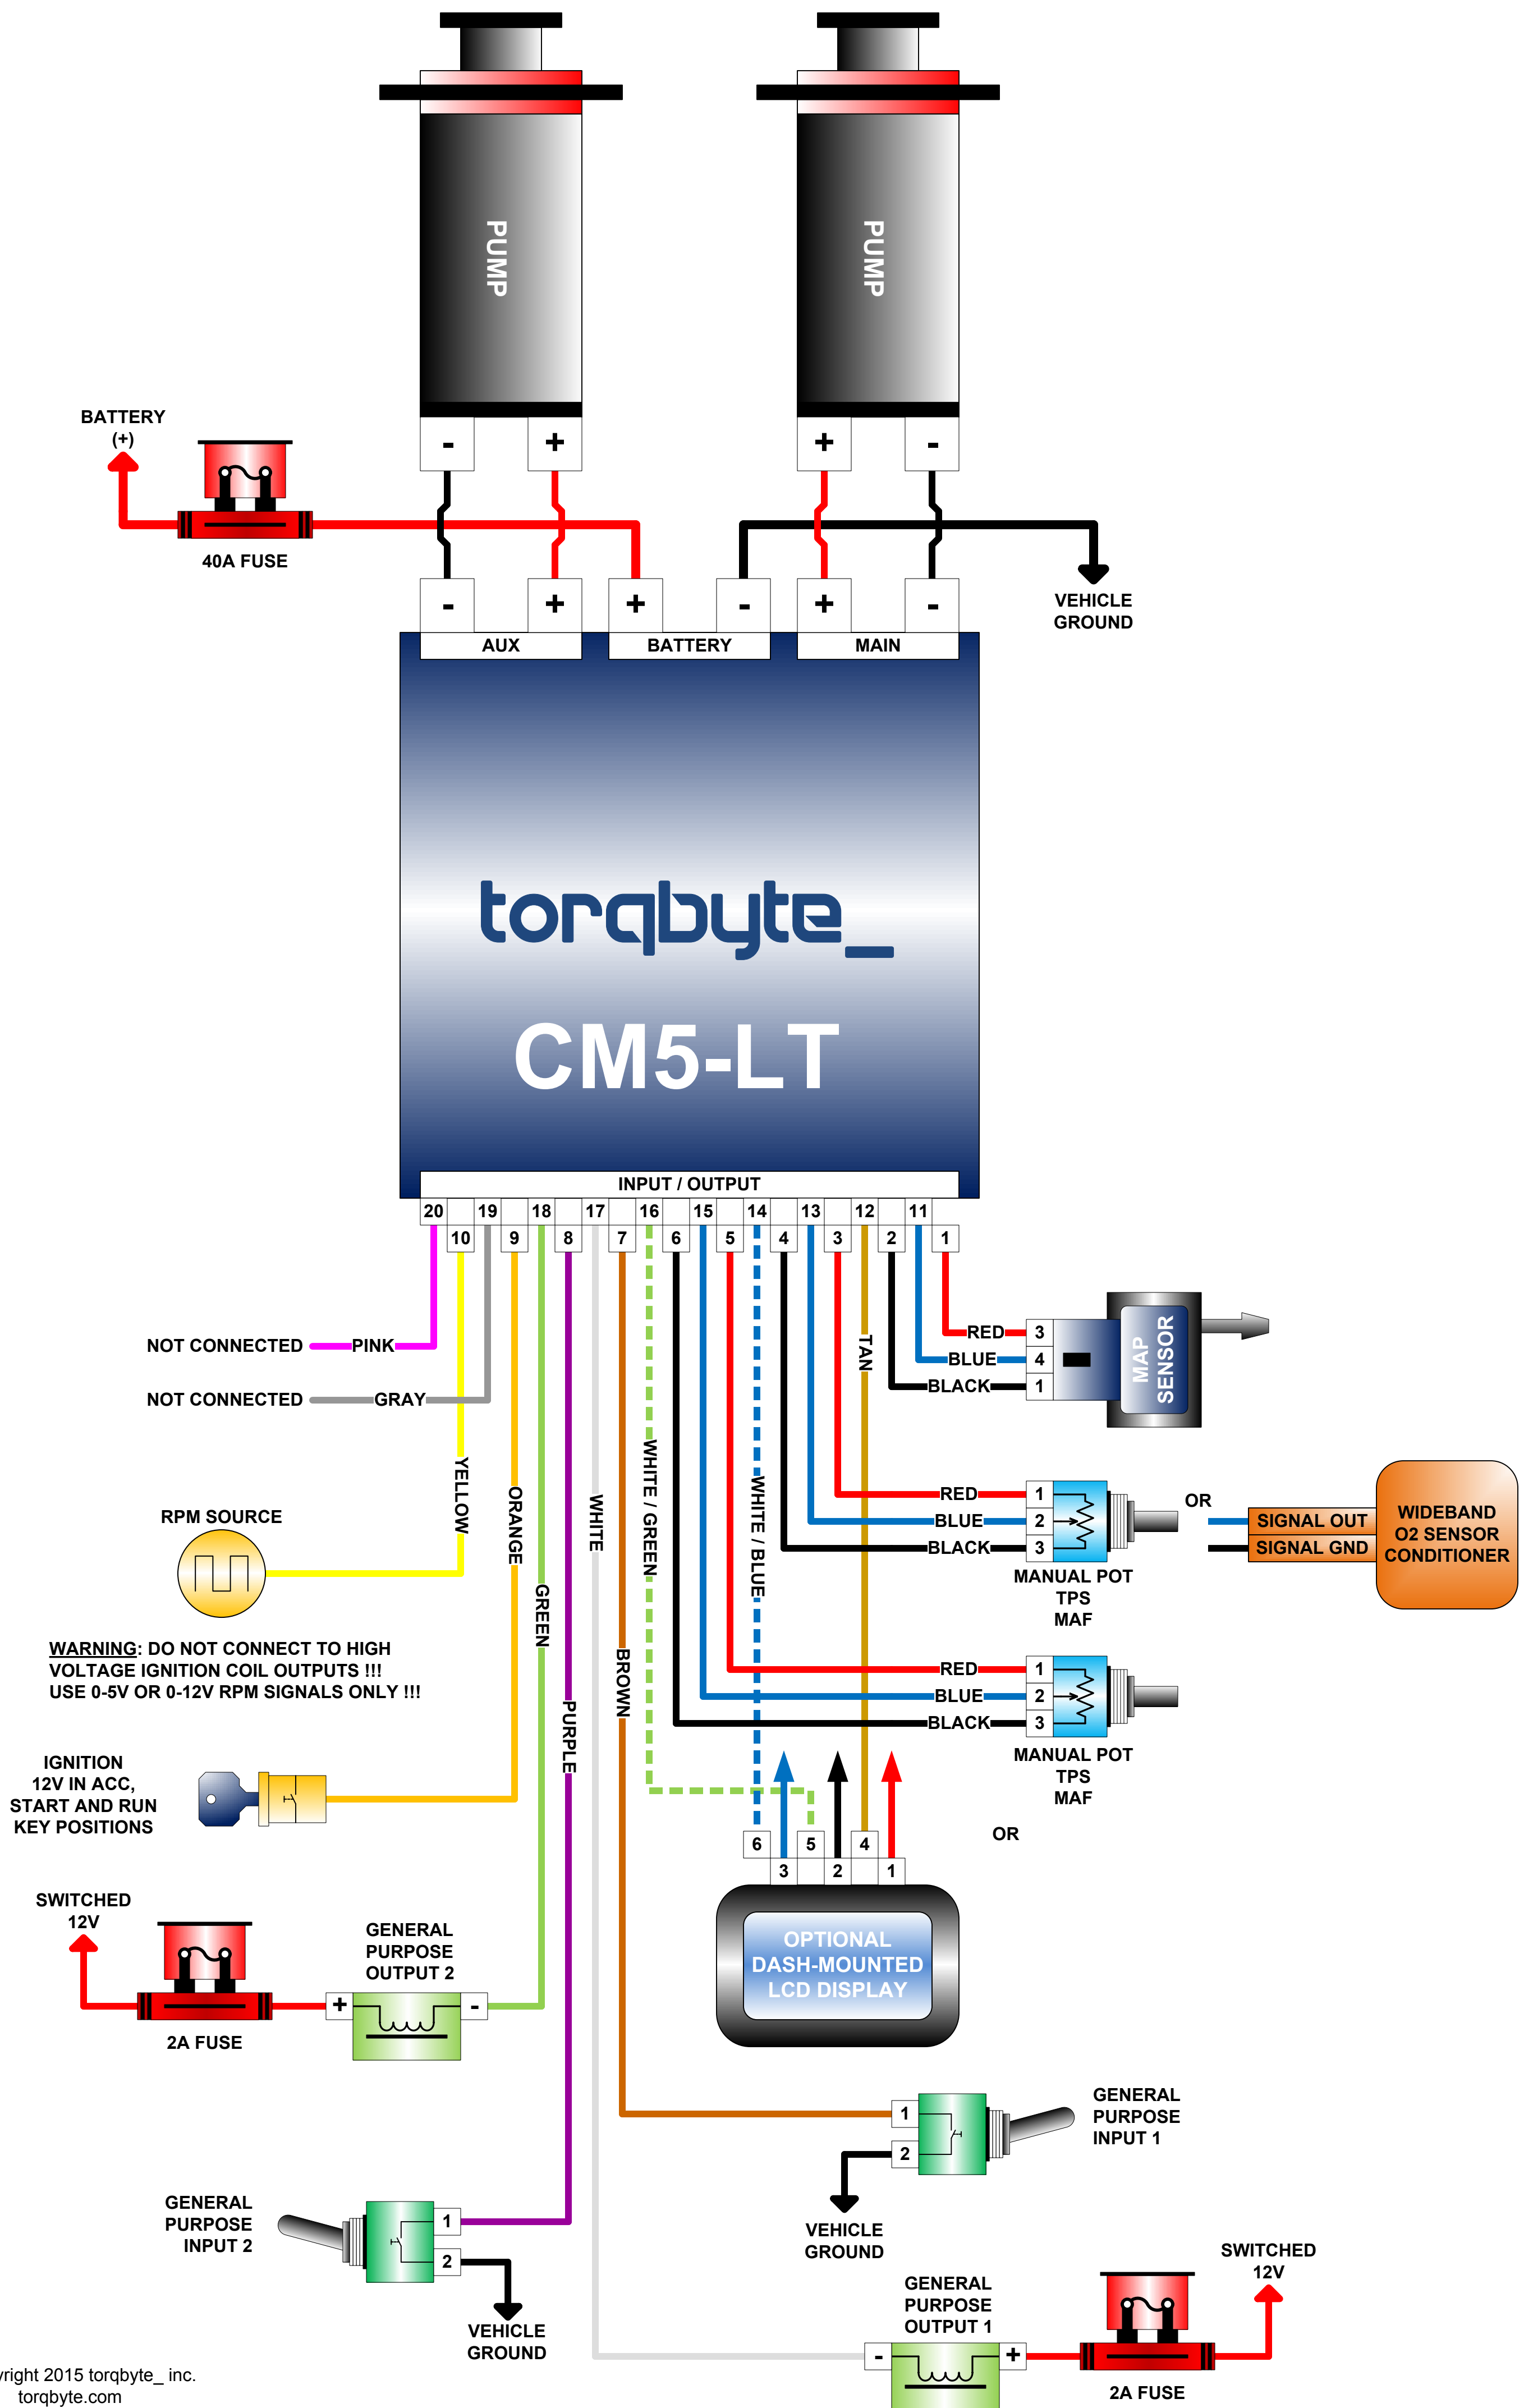 PUMP
PUMP
BATTERY
(+)
- +
+ -
40A FUSE
- + + - + -
VEHICLE
GROUND
AUX BATTERY MAIN
torqbyte_
CM5-LT
INPUT / OUTPUT
20 19 18 17 16 15 14 13 12 11
10 9 8 7 6 5 4 3 2 1
NOT CONNECTED PINK
NOT CONNECTED GRAY
YELLOW
ORANGE
GREEN
PURPLE
WHITE
BROWN
WHITE / GREEN
WHITE / BLUE
TAN
RED 3
BLUE 4
BLACK 1
MAP
SENSOR
RED 1
BLUE 2
BLACK 3
MANUAL POT
TPS
MAF
OR
SIGNAL OUT
SIGNAL GND
WIDEBAND
O2 SENSOR
CONDITIONER
RPM SOURCE
WARNING: DO NOT CONNECT TO HIGH
VOLTAGE IGNITION COIL OUTPUTS !!!
USE 0-5V OR 0-12V RPM SIGNALS ONLY !!!
RED 1
BLUE 2
BLACK 3
MANUAL POT
TPS
MAF
OR
IGNITION
12V IN ACC,
START AND RUN
KEY POSITIONS
6 5 4
3 2 1
OPTIONAL
DASH-MOUNTED
LCD DISPLAY
SWITCHED
12V
2A FUSE
GENERAL
PURPOSE
OUTPUT 2
+ -
1
2
GENERAL
PURPOSE
INPUT 1
VEHICLE
GROUND
GENERAL
PURPOSE
INPUT 2
1
2
VEHICLE
GROUND
GENERAL
PURPOSE
OUTPUT 1
- +
SWITCHED
12V
2A FUSE
right 2015 torqbyte_ inc.
torqbyte.com